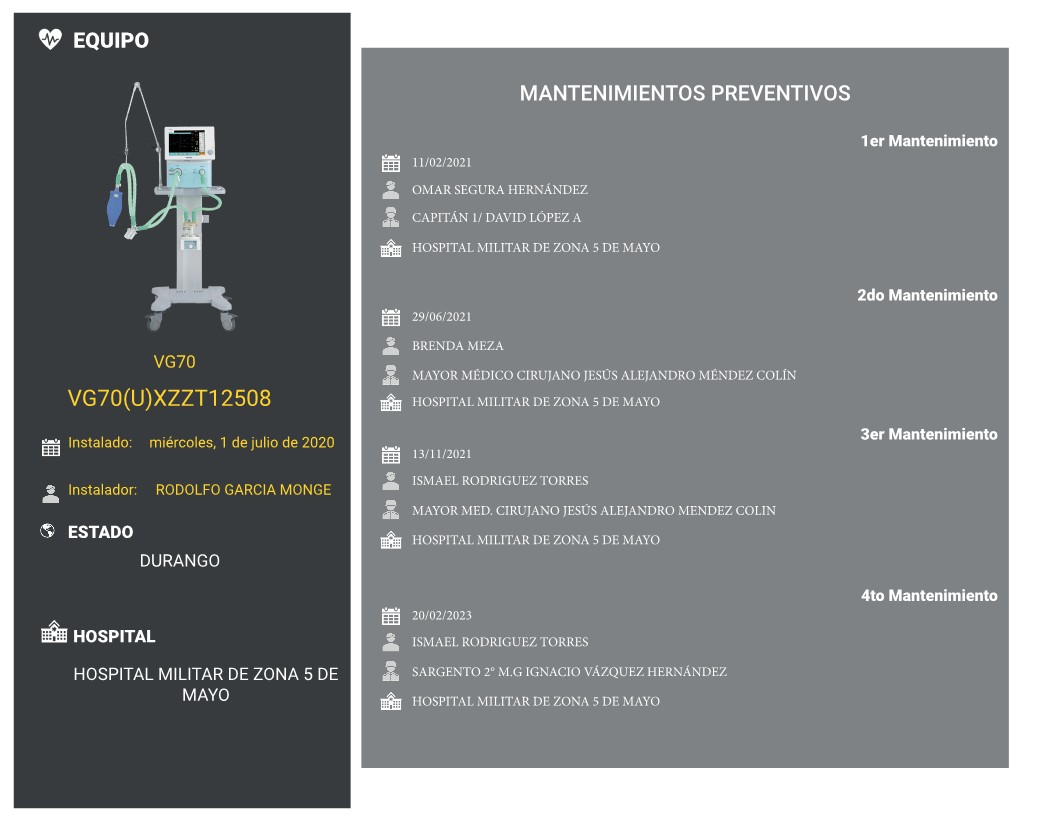 EQUIPO
VG70
VG70(U)XZZT12508
Instalado: miércoles, 1 de julio de 2020
Instalador: RODOLFO GARCIA MONGE
ESTADO
DURANGO
HOSPITAL
HOSPITAL MILITAR DE ZONA 5 DE
MAYO
MANTENIMIENTOS PREVENTIVOS
1er Mantenimiento
11/02/2021
OMAR SEGURA HERNÁNDEZ
CAPITÁN 1/ DAVID LÓPEZ A
HOSPITAL MILITAR DE ZONA 5 DE MAYO
2do Mantenimiento
29/06/2021
BRENDA MEZA
MAYOR MÉDICO CIRUJANO JESÚS ALEJANDRO MÉNDEZ COLÍN
HOSPITAL MILITAR DE ZONA 5 DE MAYO
3er Mantenimiento
13/11/2021
ISMAEL RODRIGUEZ TORRES
MAYOR MED. CIRUJANO JESÚS ALEJANDRO MENDEZ COLIN
HOSPITAL MILITAR DE ZONA 5 DE MAYO
4to Mantenimiento
20/02/2023
ISMAEL RODRIGUEZ TORRES
SARGENTO 2° M.G IGNACIO VÁZQUEZ HERNÁNDEZ
HOSPITAL MILITAR DE ZONA 5 DE MAYO